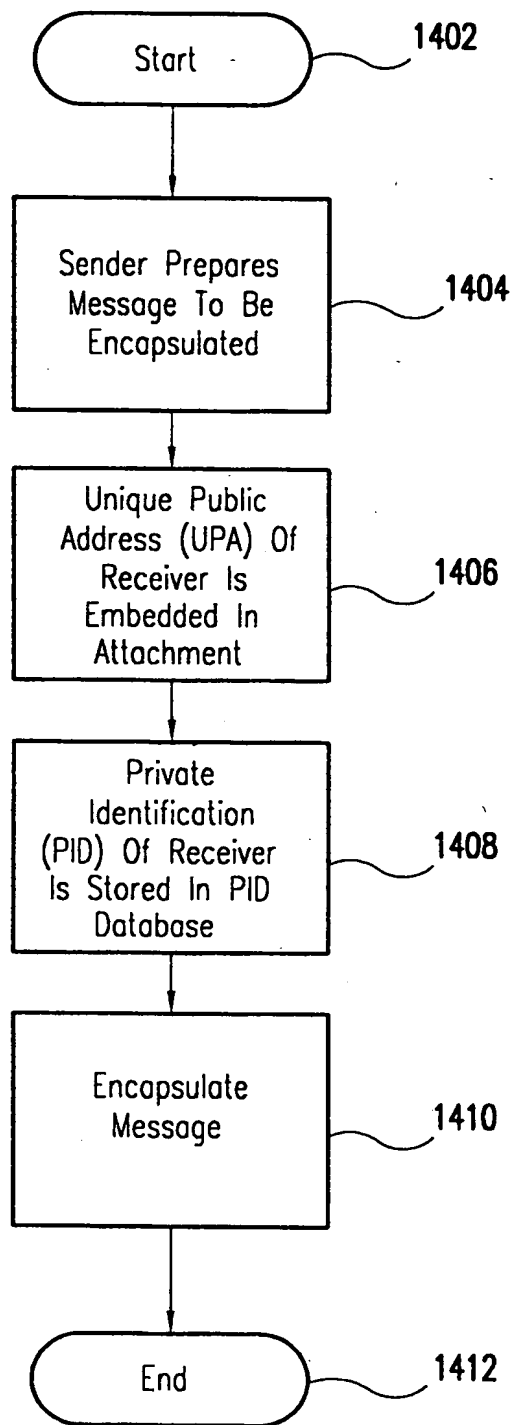 Start
1402
Sender Prepares
Message To Be
Encapsulated
1404
Unique Public
Address (UPA) Of
Receiver Is
Embedded In
Attachment
1406
Private
Identification
(PID) Of Receiver
Is Stored In PID
Database
1408
Encapsulate
Message
1410
End
1412